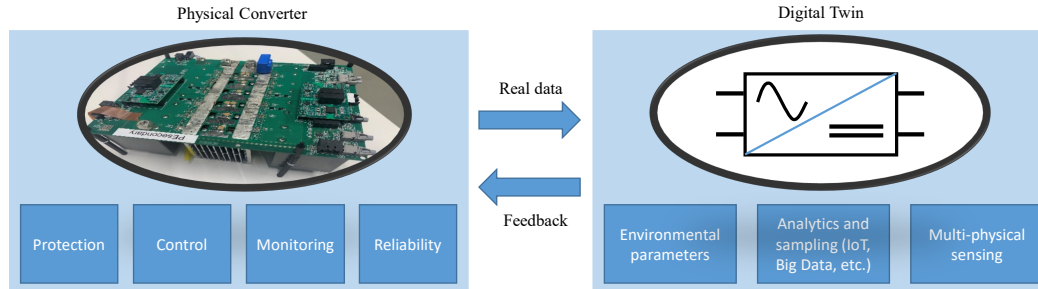 Physical Converter
Digital Twin
PEsecondary
Real data
Feedback
Protection
Control
Monitoring
Reliability
Environmental
parameters
Analytics and
sampling (IoT,
Big Data, etc.)
Multi-physical
sensing